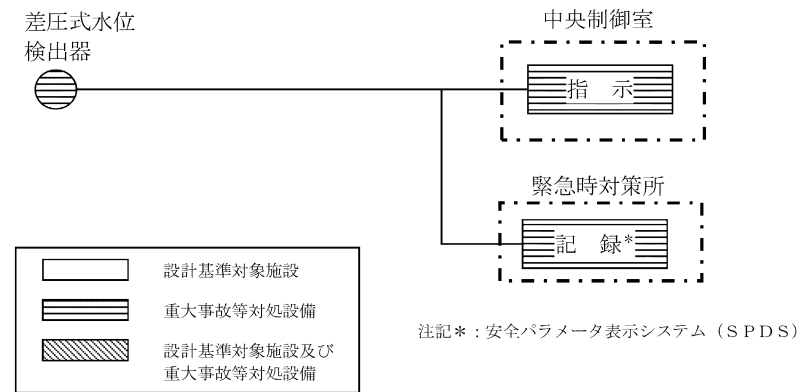 差圧式水位
検出器
中央制御室
指 示
緊急時対策所
記 録*
設計基準対象施設
重大事故等対処設備
設計基準対象施設及び
重大事故等対処設備
注記*:安全パラメータ表示システム(SPDS)